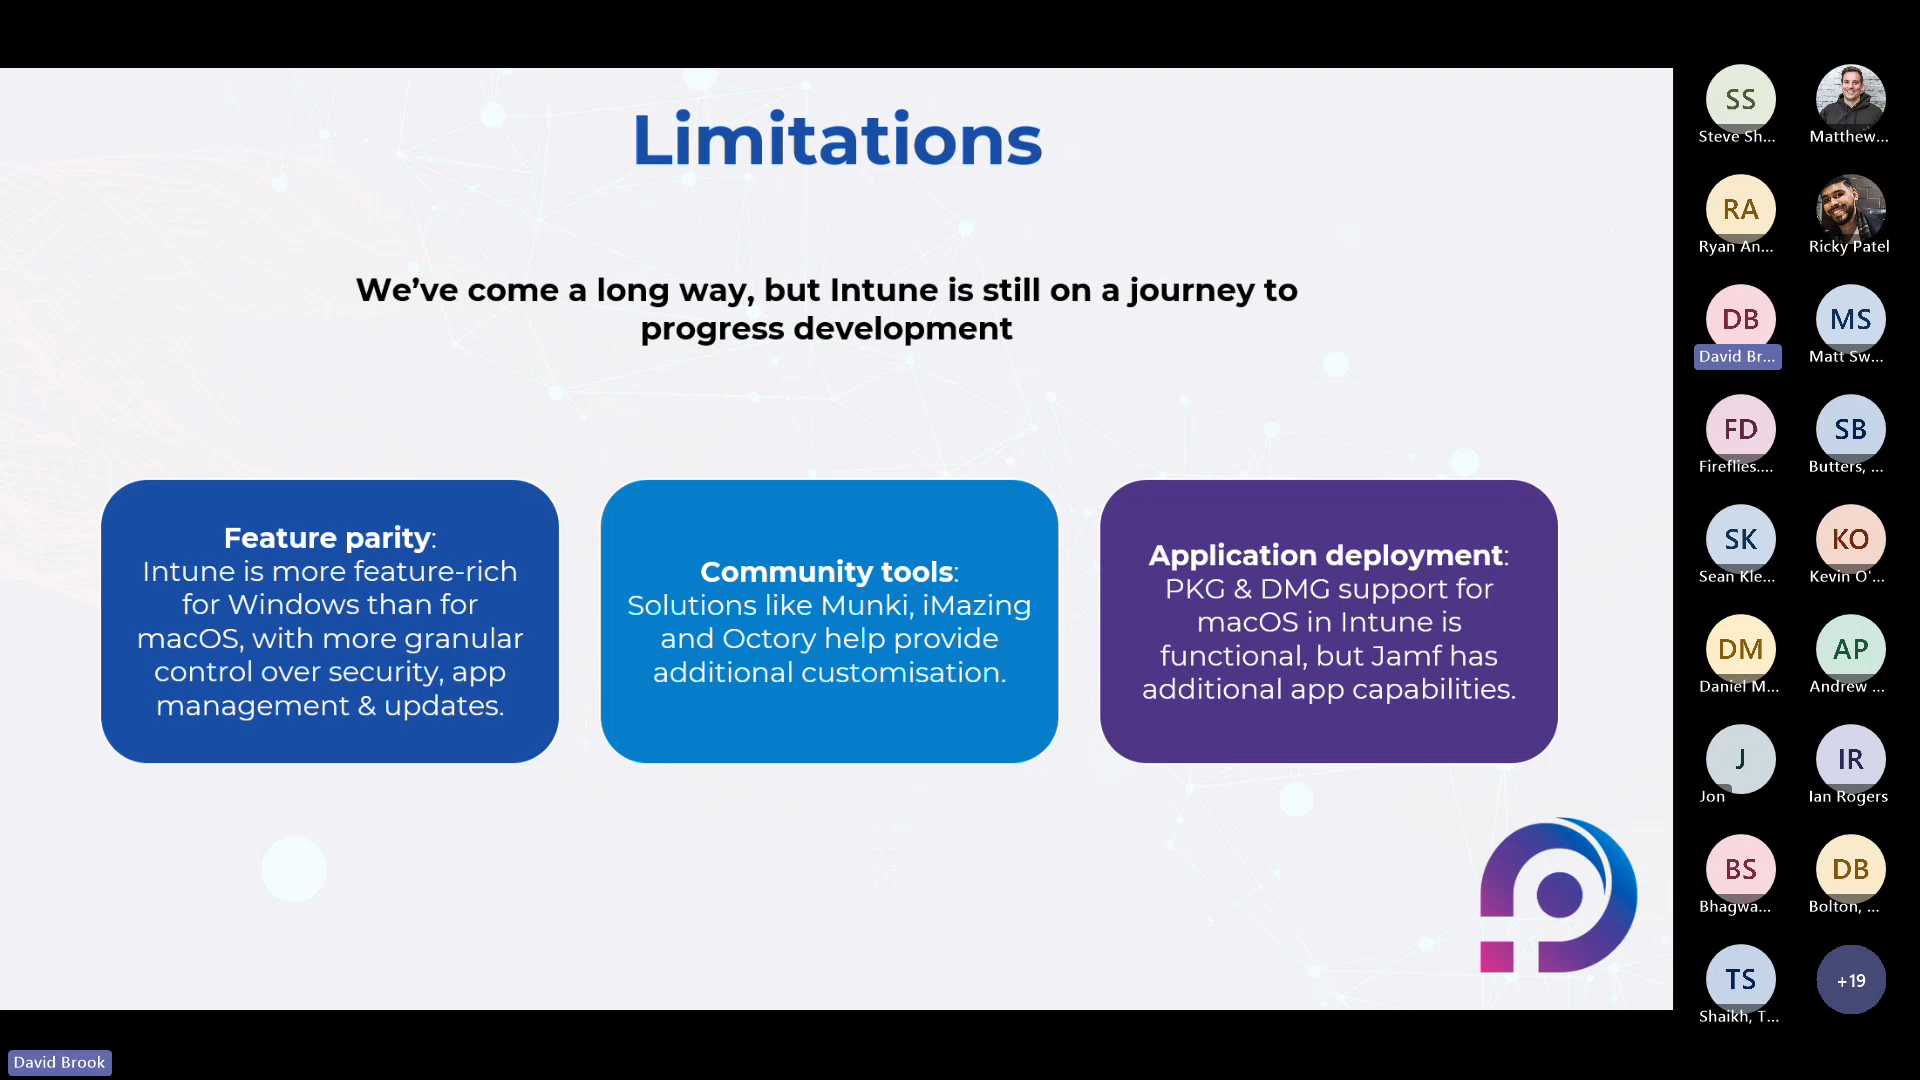 Limitations
We’ve come a long way, but Intune is still on a journey to
progress development
Feature parity:
Intune is more feature-rich
for Windows than for
macOS, with more granular
control over security, app
management & updates.
Community tools:
Solutions like Munki, iMazing
and Octory help provide
additional customisation.
Application deployment:
PKG & DMG support for
macOS in Intune is
functional, but Jamf has
additional app capabilities.
SS
Steve Sh...
Matthew...
RA
Ryan An...
Ricky Patel
DB
David Br...
MS
Matt Sw...
FD
Fireflies....
SB
Butters, ...
SK
Sean Kle...
KO
Kevin O'...
DM
Daniel M...
AP
Andrew ...
J
Jon
IR
Ian Rogers
BS
Bhagwa...
DB
Bolton, ...
TS
Shaikh, T...
+19
David Brook